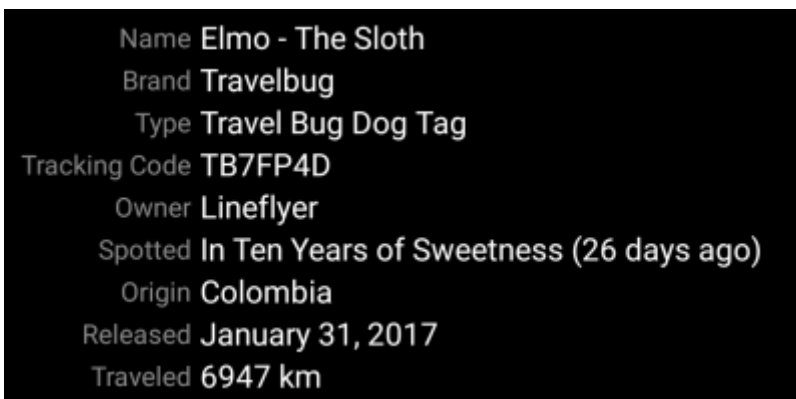 Name Elmo - The Sloth
Brand Travelbug
Type Travel Bug Dog Tag
Tracking Code TB7FP4D
Owner Lineflyer
Spotted In Ten Years of Sweetness (26 days ago)
Origin Colombia
Released January 31, 2017
Traveled 6947 km